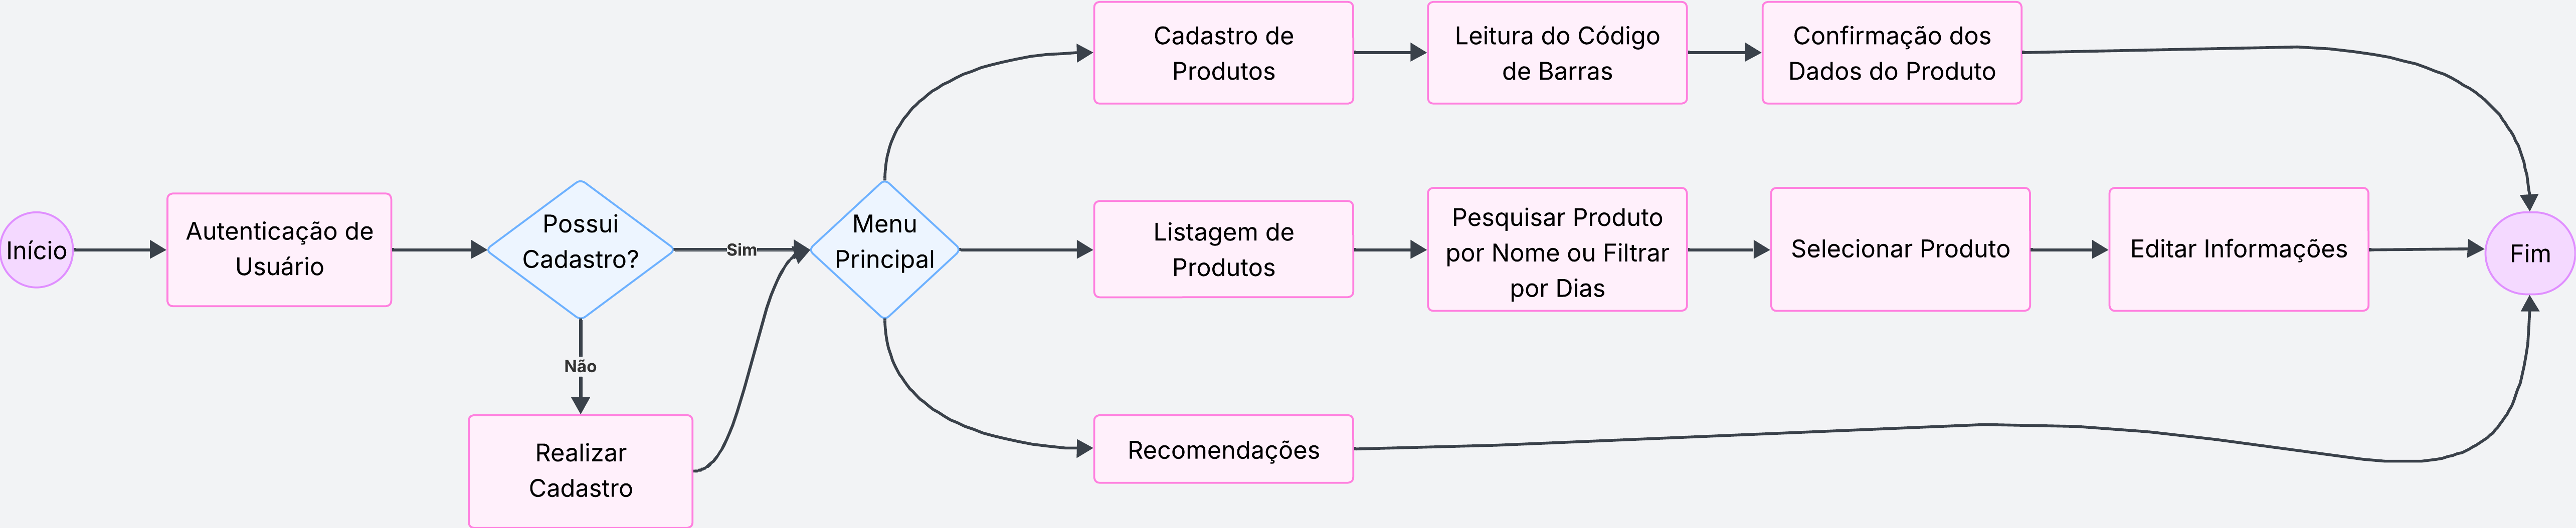 Início
Autenticação de
Usuário
Possui
Cadastro?
Sim
Não
Realizar
Cadastro
Menu
Principal
Cadastro de
Produtos
Leitura do Código
de Barras
Confirmação dos
Dados do Produto
Listagem de
Produtos
Pesquisar Produto
por Nome ou Filtrar
por Dias
Selecionar Produto
Editar Informações
Recomendações
Fim